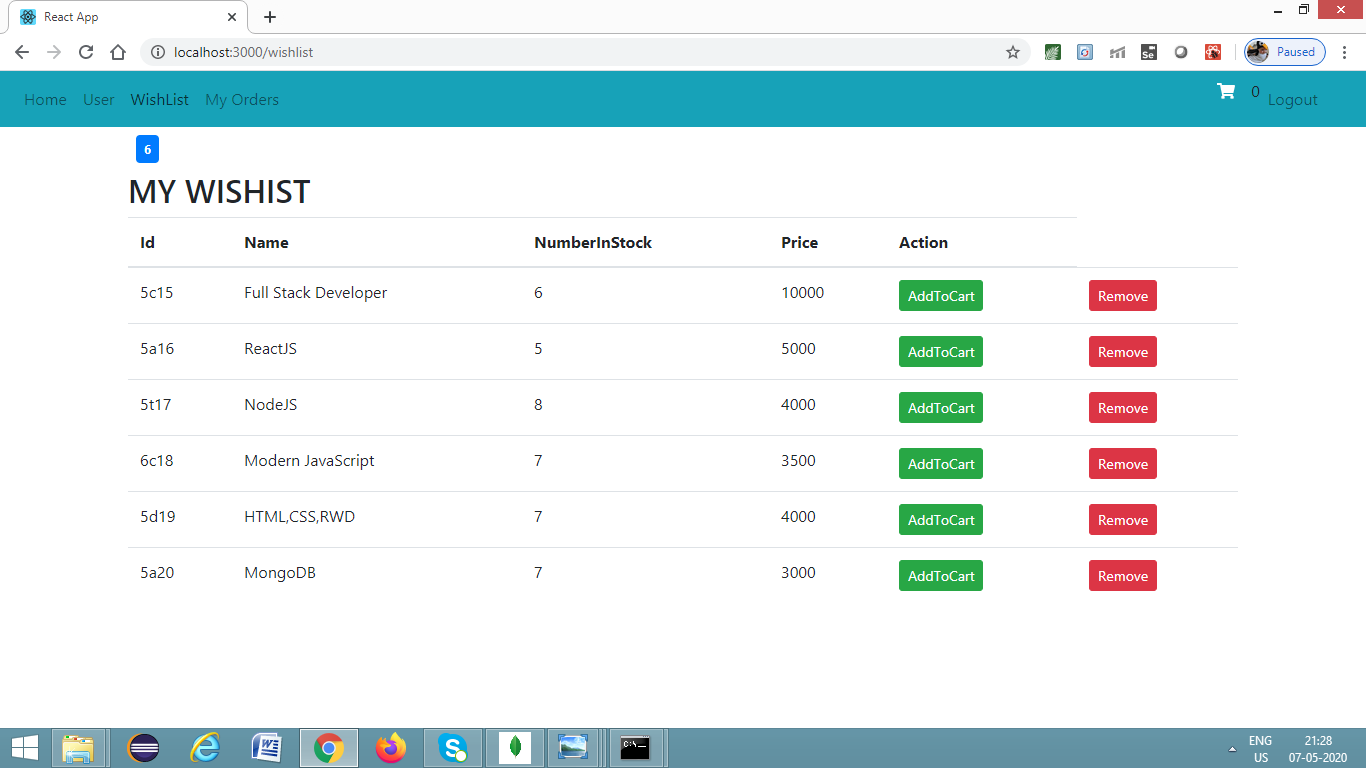 React App
localhost:3000/wishlist
Se
Paused
Home User WishList My Orders 0 Logout
6
MY WISHIST
Id Name NumberInStock Price Action
5c15 Full Stack Developer 6 10000 AddToCart Remove
5a16 ReactJS 5 5000 AddToCart Remove
5t17 NodeJS 8 4000 AddToCart Remove
6c18 Modern JavaScript 7 3500 AddToCart Remove
5d19 HTML,CSS,RWD 7 4000 AddToCart Remove
5a20 MongoDB 7 3000 AddToCart Remove
ENG 21:28
US 07-05-2020